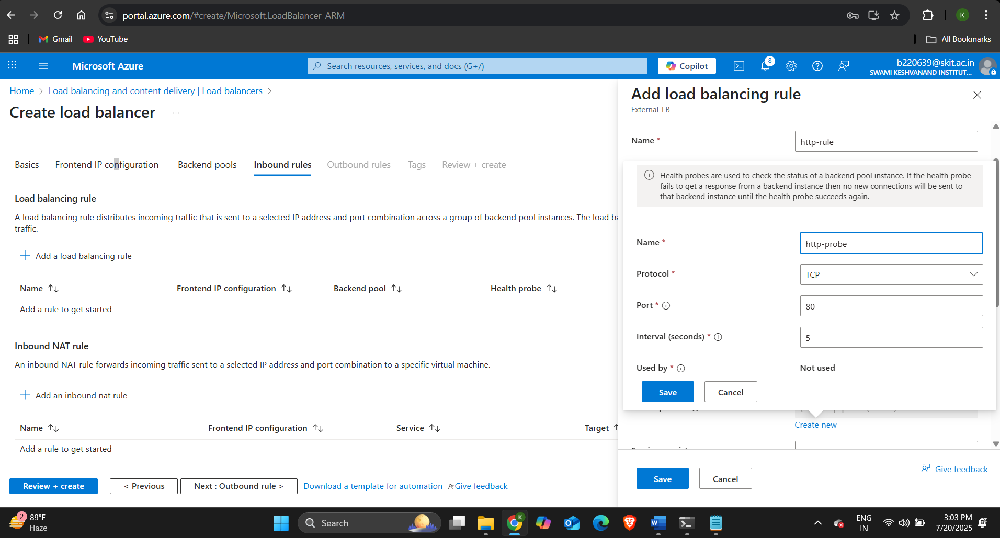 portal.azure.com/#create/Microsoft.LoadBalancer-ARM
K
Gmail
YouTube
All Bookmarks
Microsoft Azure
Search resources, services, and docs (G+/)
Copilot
8
b220639@skit.ac.in
SWAMI KESHVANAND INSTITUT...
Home > Load balancing and content delivery | Load balancers >
Create load balancer ...
Basics
Frontend IP configuration
Backend pools
Inbound rules
Outbound rules
Tags
Review + create
Load balancing rule
A load balancing rule distributes incoming traffic that is sent to a selected IP address and port combination across a group of backend pool instances. The load ba
traffic.
+ Add a load balancing rule
Name ↑↓
Frontend IP configuration ↑↓
Backend pool ↑↓
Health probe ↑↓
Add a rule to get started
Inbound NAT rule
An inbound NAT rule forwards incoming traffic sent to a selected IP address and port combination to a specific virtual machine.
+ Add an inbound nat rule
Name ↑↓
Frontend IP configuration ↑↓
Service ↑↓
Target ↑
Add a rule to get started
Review + create
< Previous
Next : Outbound rule >
Download a template for automation
Give feedback
Add load balancing rule
External-LB
Name *
http-rule
Health probes are used to check the status of a backend pool instance. If the health probe
fails to get a response from a backend instance then no new connections will be sent to
that backend instance until the health probe succeeds again.
Name *
http-probe
Protocol *
TCP
Port *
80
Interval (seconds) *
5
Used by *
Not used
Save
Cancel
Create new
Save
Cancel
Give feedback
2
89°F
Haze
Search
K
ENG
IN
3:03 PM
7/20/2025